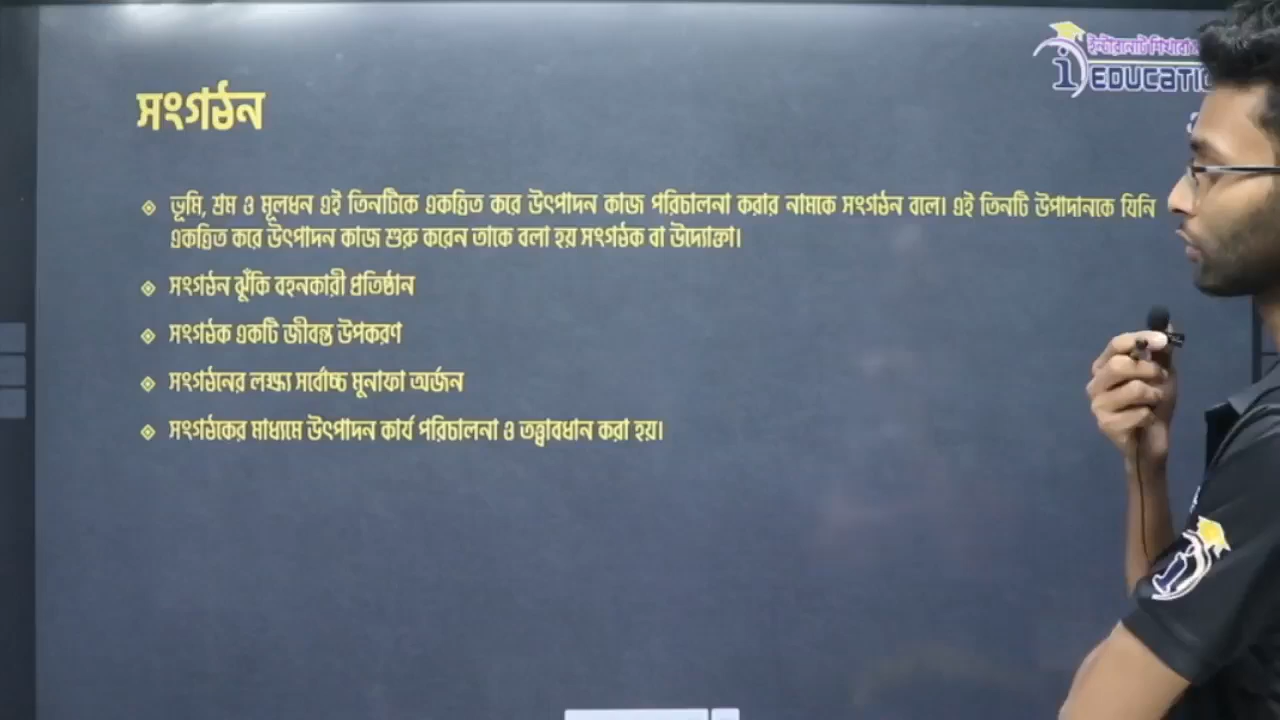 সংগঠন
ভূমি, শ্রম ও মূলধন এই তিনটিকে একত্রিত করে উৎপাদন কাজ পরিচালনা করার নামকে সংগঠন বলে। এই তিনটি উপাদানকে যিনি
একত্রিত করে উৎপাদন কাজ শুরু করেন তাকে বলা হয় সংগঠক বা উদ্যোক্তা।
সংগঠন ঝুঁকি বহনকারী প্রতিষ্ঠান
সংগঠক একটি জীবন্ত উপকরণ
সংগঠনের লক্ষ্য সর্বোচ্চ মুনাফা অর্জন
সংগঠকের মাধ্যমে উৎপাদন কার্য পরিচালনা ও তত্ত্বাবধান করা হয়।